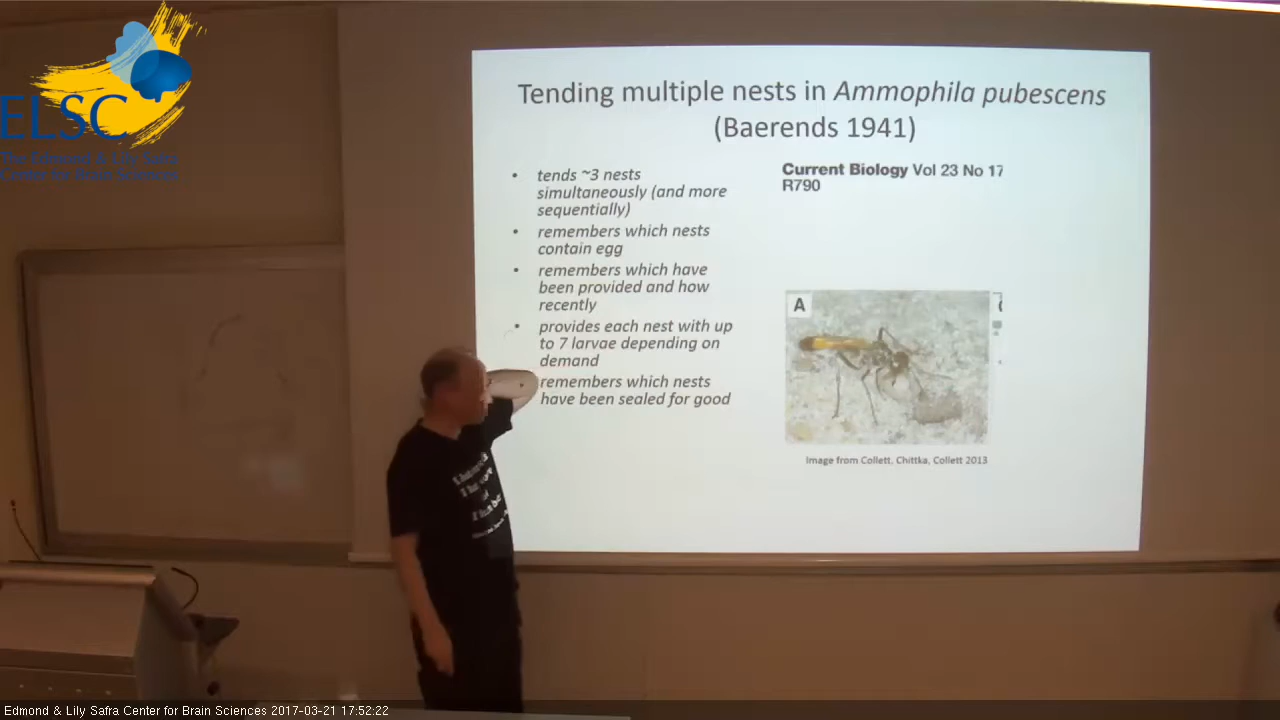 ELSC
The Edmond & Lily Safra
Center for Brain Sciences
Tending multiple nests in Ammophila pubescens
(Baerends 1941)
• tends ~3 nests
simultaneously (and more
sequentially)
• remembers which nests
contain egg
• remembers which have
been provided and how
recently
• provides each nest with up
to 7 larvae depending on
demand
remembers which nests
have been sealed for good
Current Biology Vol 23 No 17
R790
A
Image from Collett, Chittka, Collett 2013
Edmond & Lily Safra Center for Brain Sciences 2017-03-21 17:52:22